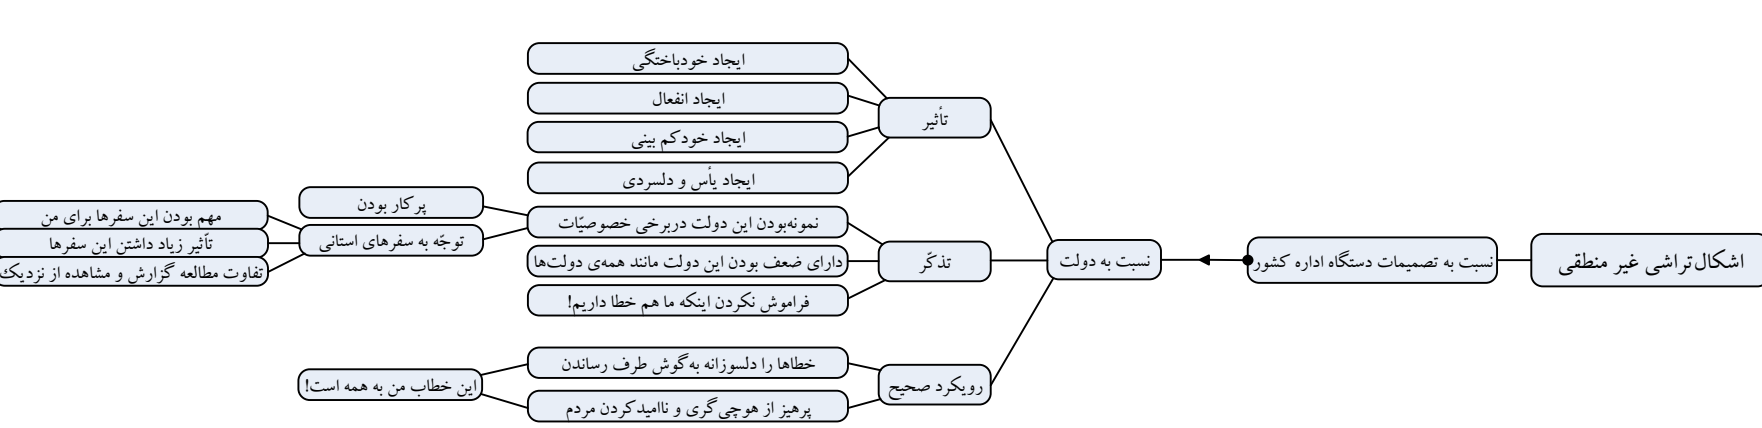 اشکال‌تراشی غیر منطقی
نسبت به تصمیمات دستگاه اداره کشور
نسبت به دولت
تأثیر
ایجاد خودباختگی
ایجاد انفعال
ایجاد خودکم بینی
ایجاد یأس و دلسردی
تذکّر
نمونه‌بودن این دولت دربرخی خصوصیّات
پرکار بودن
توجّه به سفرهای استانی
مهم بودن این سفرها برای من
تأثیر زیاد داشتن این سفرها
تفاوت مطالعه گزارش و مشاهده از نزدیک
دارای ضعف بودن این دولت مانند همه‌ی دولت‌ها
فراموش نکردن اینکه ما هم خطا داریم!
رویکرد صحیح
خطاها را دلسوزانه به‌گوش طرف رساندن
پرهیز از هوچی‌گری و ناامیدکردن مردم
این خطاب من به همه است!